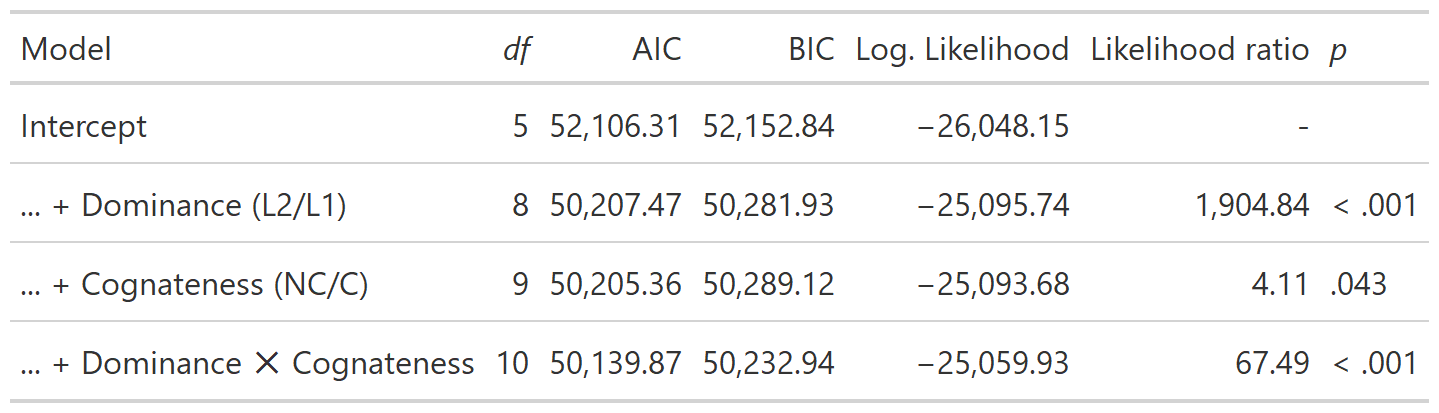 Model df AIC BIC Log. Likelihood Likelihood ratio p
Intercept 5 52,106.31 52,152.84 −26,048.15 -
... + Dominance (L2/L1) 8 50,207.47 50,281.93 −25,095.74 1,904.84 < .001
... + Cognateness (NC/C) 9 50,205.36 50,289.12 −25,093.68 4.11 .043
... + Dominance ✕ Cognateness 10 50,139.87 50,232.94 −25,059.93 67.49 < .001